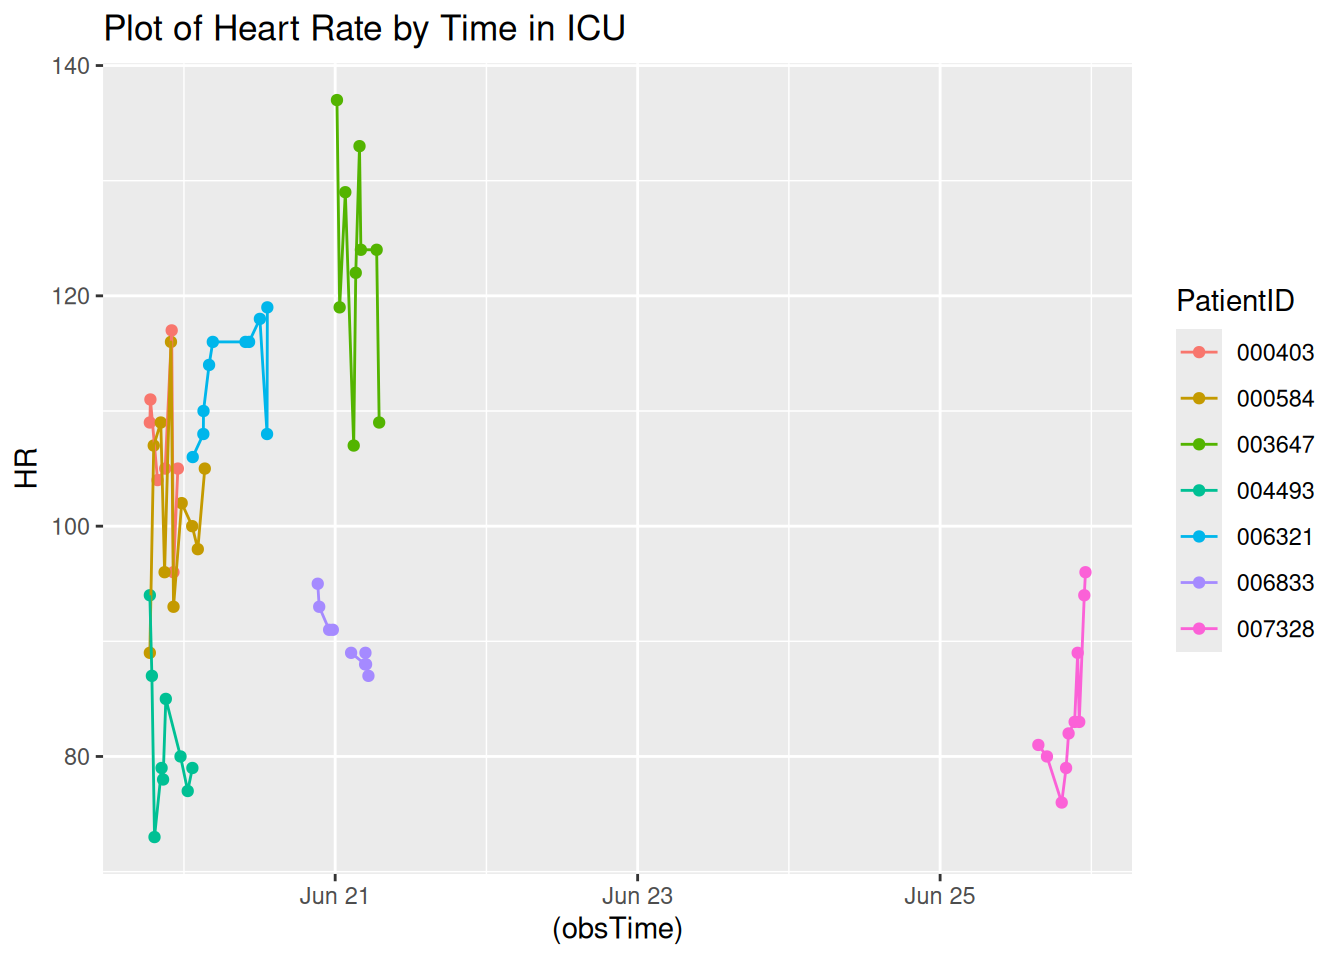 Plot of Heart Rate by Time in ICU
140
120
100
80
HR
Jun 21
Jun 23
Jun 25
(obsTime)
PatientID
000403
000584
003647
004493
006321
006833
007328